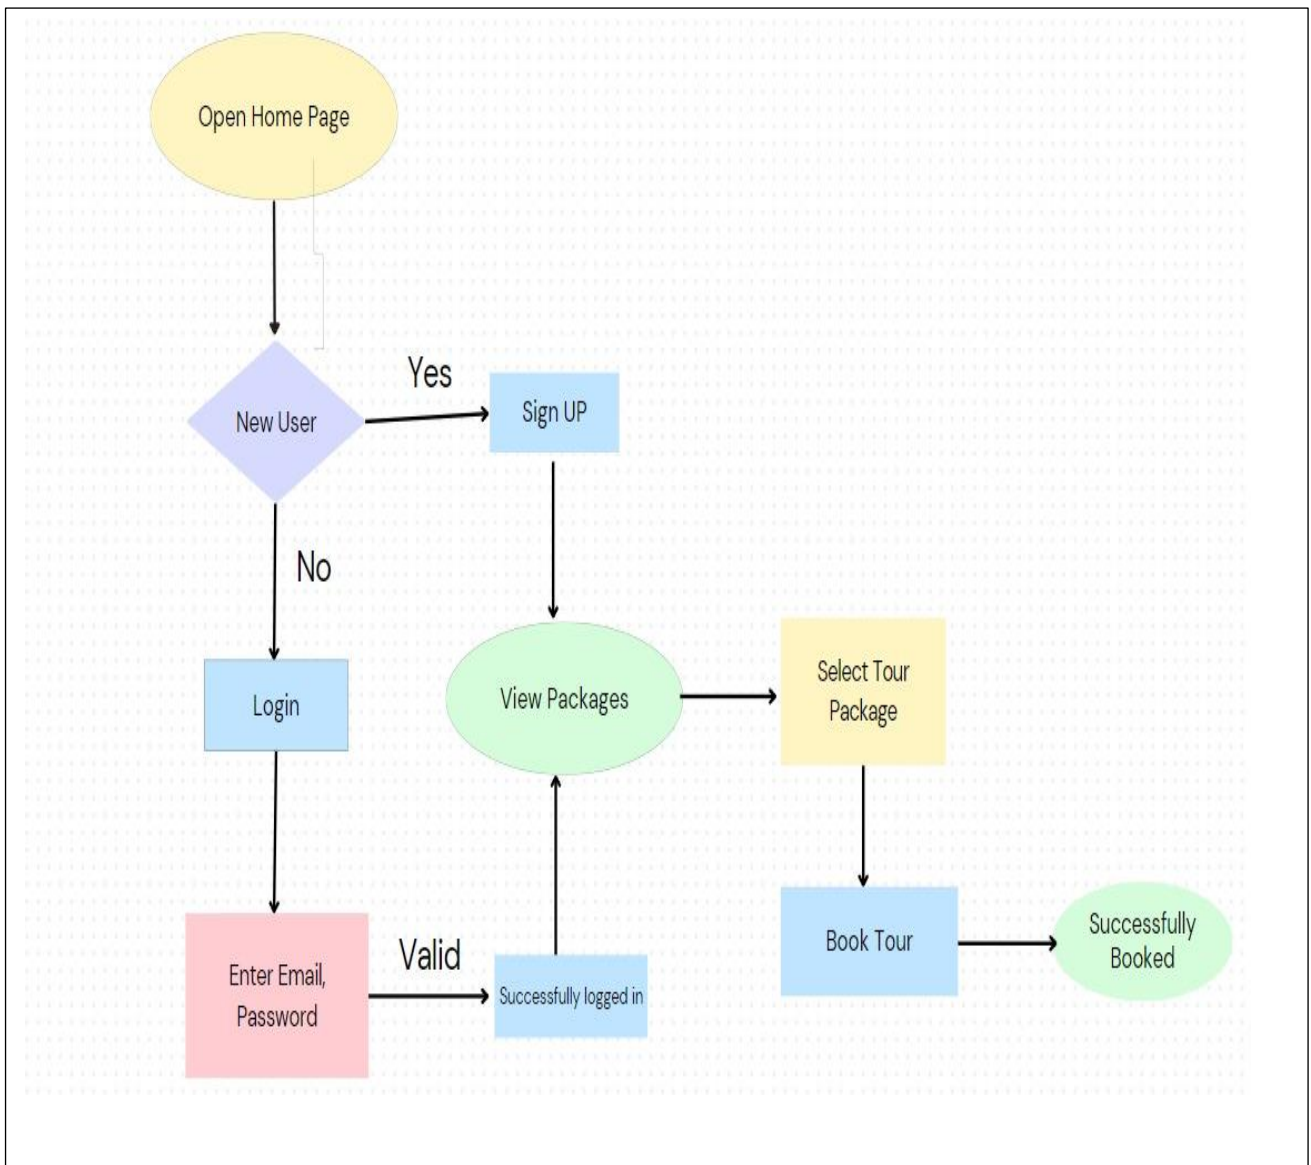 Open Home Page
Yes
New User
Sign UP
No
Login
View Packages
Select Tour
Package
Enter Email,
Password
Valid
Successfully logged in
Book Tour
Successfully
Booked